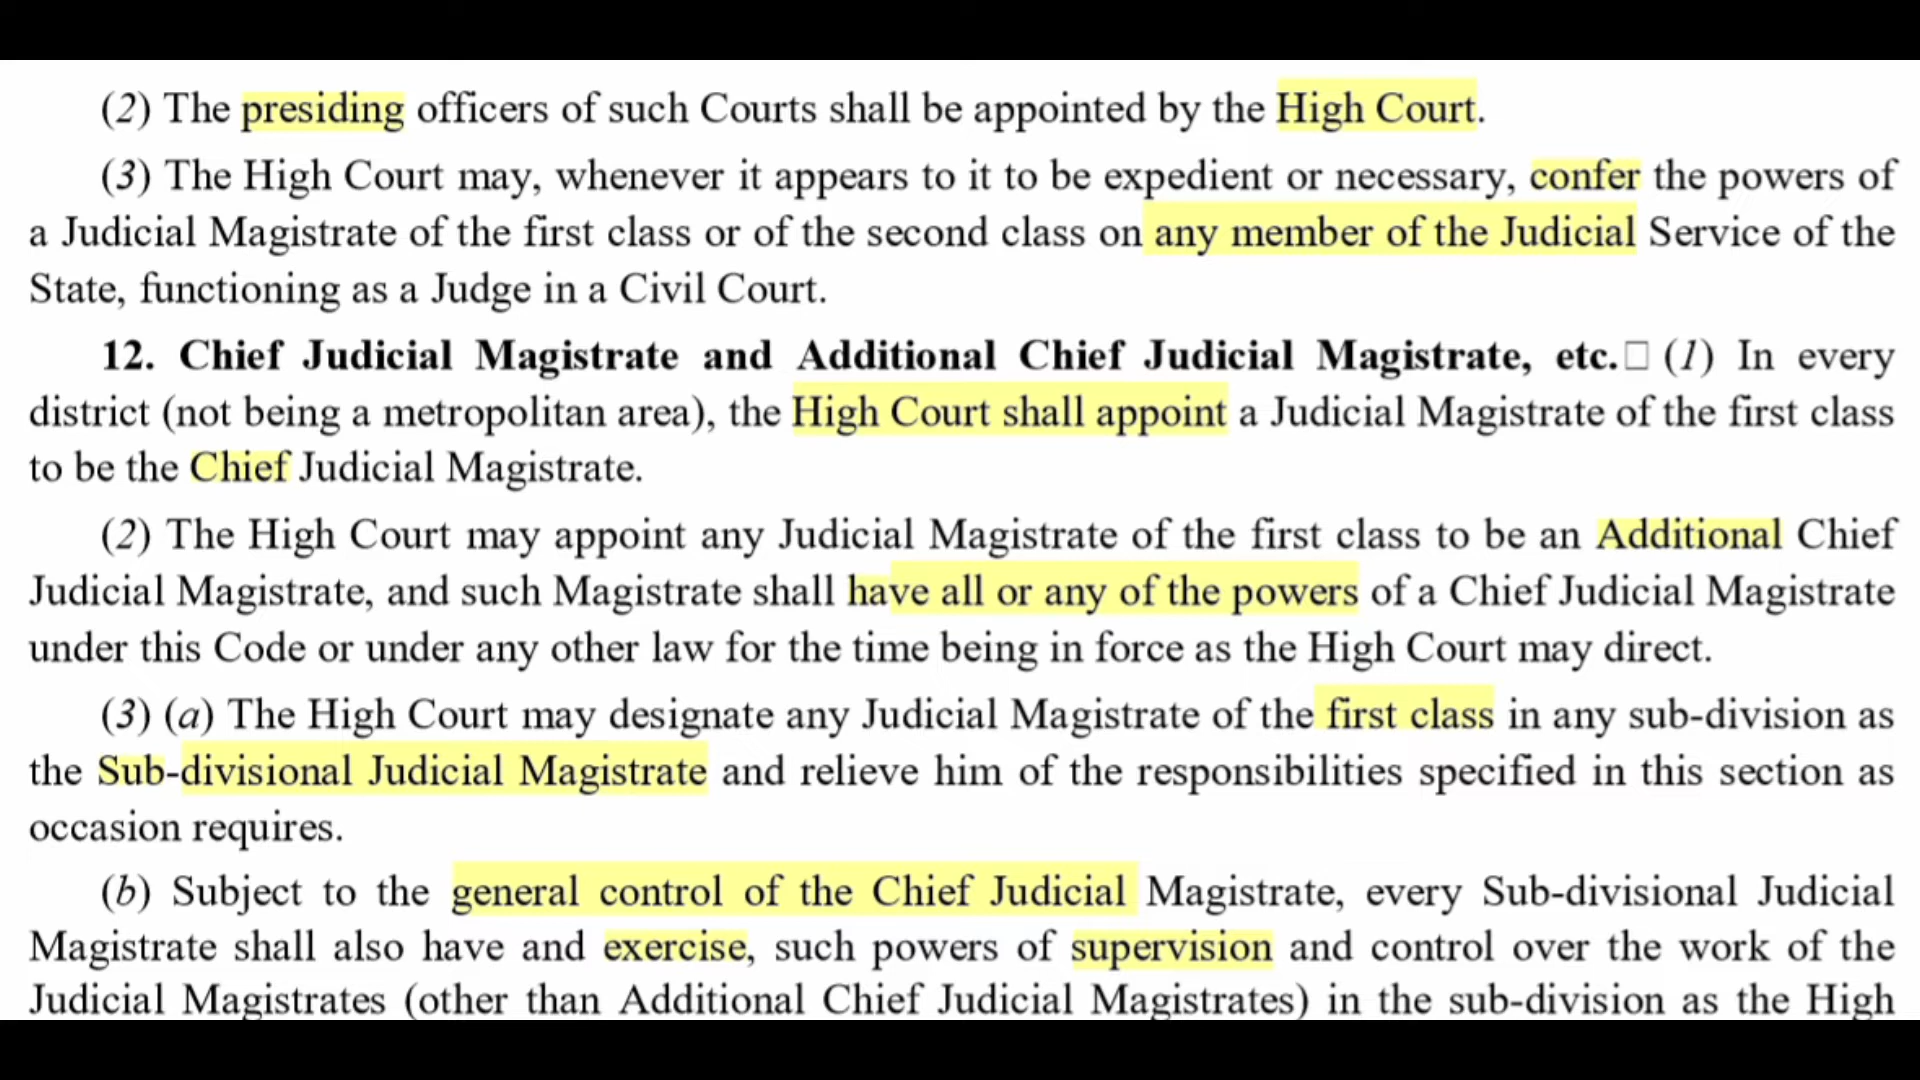 (2) The presiding officers of such Courts shall be appointed by the High Court.
(3) The High Court may, whenever it appears to it to be expedient or necessary, confer the powers of
a Judicial Magistrate of the first class or of the second class on any member of the Judicial Service of the
State, functioning as a Judge in a Civil Court.
12. Chief Judicial Magistrate and Additional Chief Judicial Magistrate, etc.□ (1) In every
district (not being a metropolitan area), the High Court shall appoint a Judicial Magistrate of the first class
to be the Chief Judicial Magistrate.
(2) The High Court may appoint any Judicial Magistrate of the first class to be an Additional Chief
Judicial Magistrate, and such Magistrate shall have all or any of the powers of a Chief Judicial Magistrate
under this Code or under any other law for the time being in force as the High Court may direct.
(3) (a) The High Court may designate any Judicial Magistrate of the first class in any sub-division as
the Sub-divisional Judicial Magistrate and relieve him of the responsibilities specified in this section as
occasion requires.
(b) Subject to the general control of the Chief Judicial Magistrate, every Sub-divisional Judicial
Magistrate shall also have and exercise, such powers of supervision and control over the work of the
Judicial Magistrates (other than Additional Chief Judicial Magistrates) in the sub-division as the High